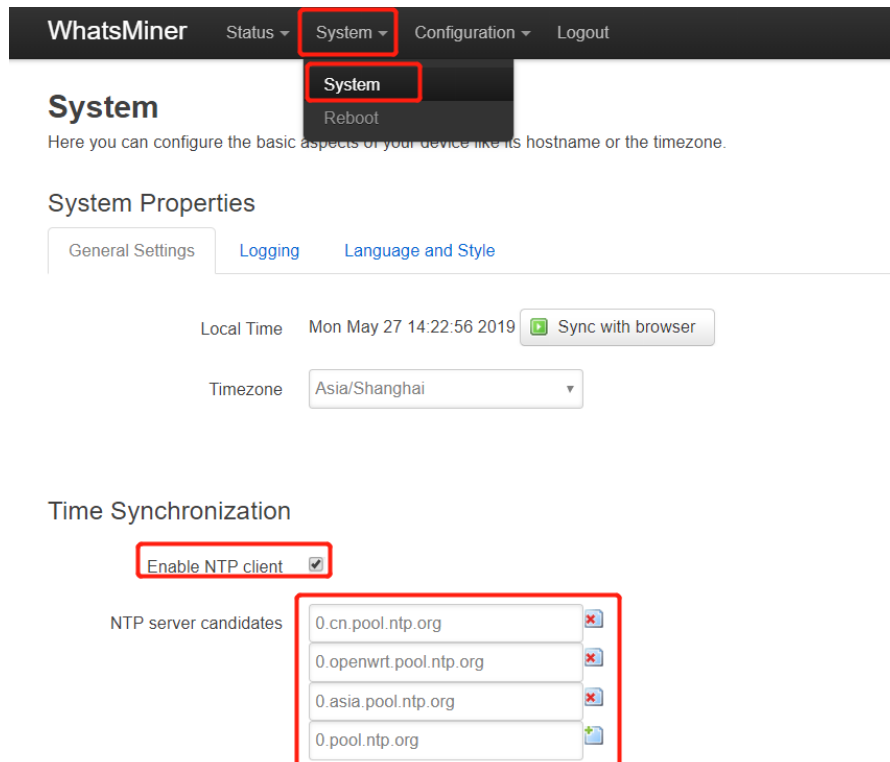 WhatsMiner Status System Configuration Logout
System
Reboot
System
Here you can configure the basic aspects of your device like its hostname or the timezone.
System Properties
General Settings Logging Language and Style
Local Time Mon May 27 14:22:56 2019 Sync with browser
Timezone Asia/Shanghai
Time Synchronization
Enable NTP client
NTP server candidates 0.cn.pool.ntp.org
0.openwrt.pool.ntp.org
0.asia.pool.ntp.org
0.pool.ntp.org